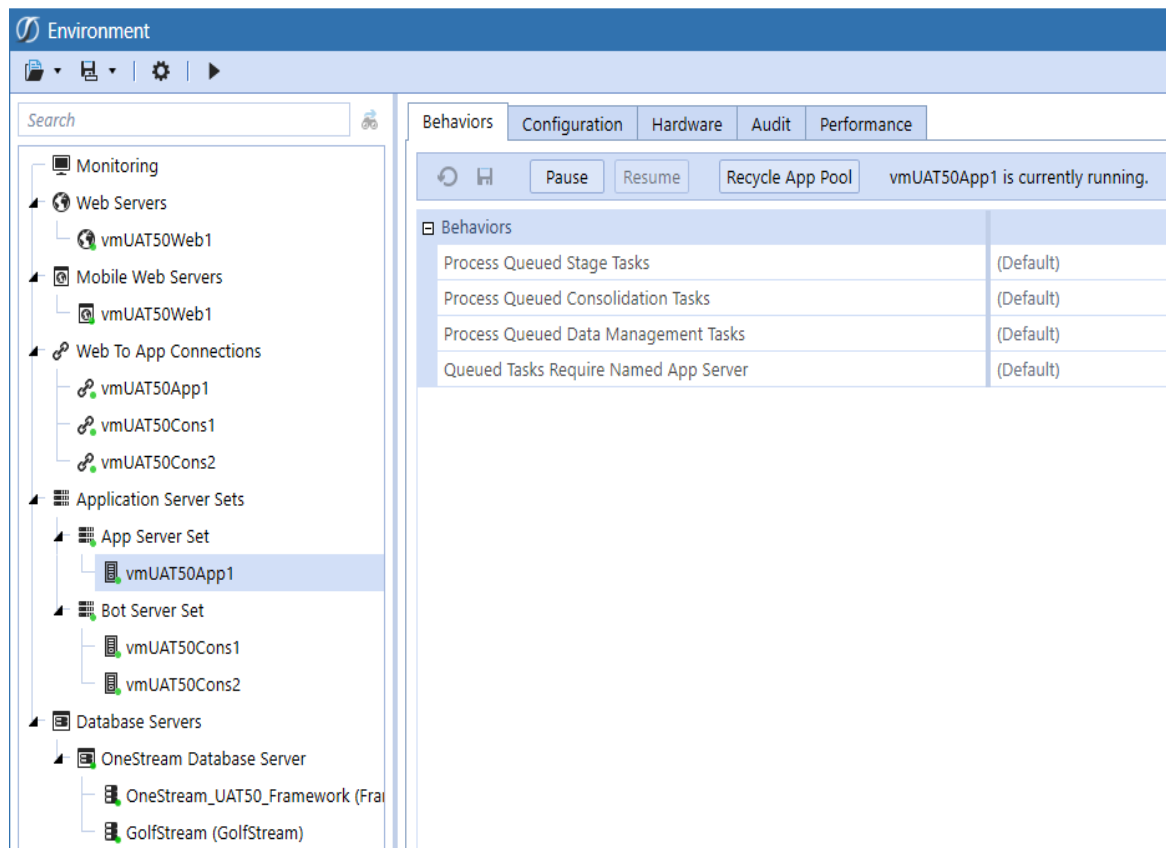 Environment
Search
Monitoring
Web Servers
vmUAT50Web1
Mobile Web Servers
vmUAT50Web1
Web To App Connections
vmUAT50App1
vmUAT50Cons1
vmUAT50Cons2
Application Server Sets
App Server Set
vmUAT50App1
Bot Server Set
vmUAT50Cons1
vmUAT50Cons2
Database Servers
OneStream Database Server
OneStream_UAT50_Framework (Fra
GolfStream (GolfStream)
Behaviors Configuration Hardware Audit Performance
Pause Resume Recycle App Pool vmUAT50App1 is currently running.
Behaviors
Process Queued Stage Tasks (Default)
Process Queued Consolidation Tasks (Default)
Process Queued Data Management Tasks (Default)
Queued Tasks Require Named App Server (Default)